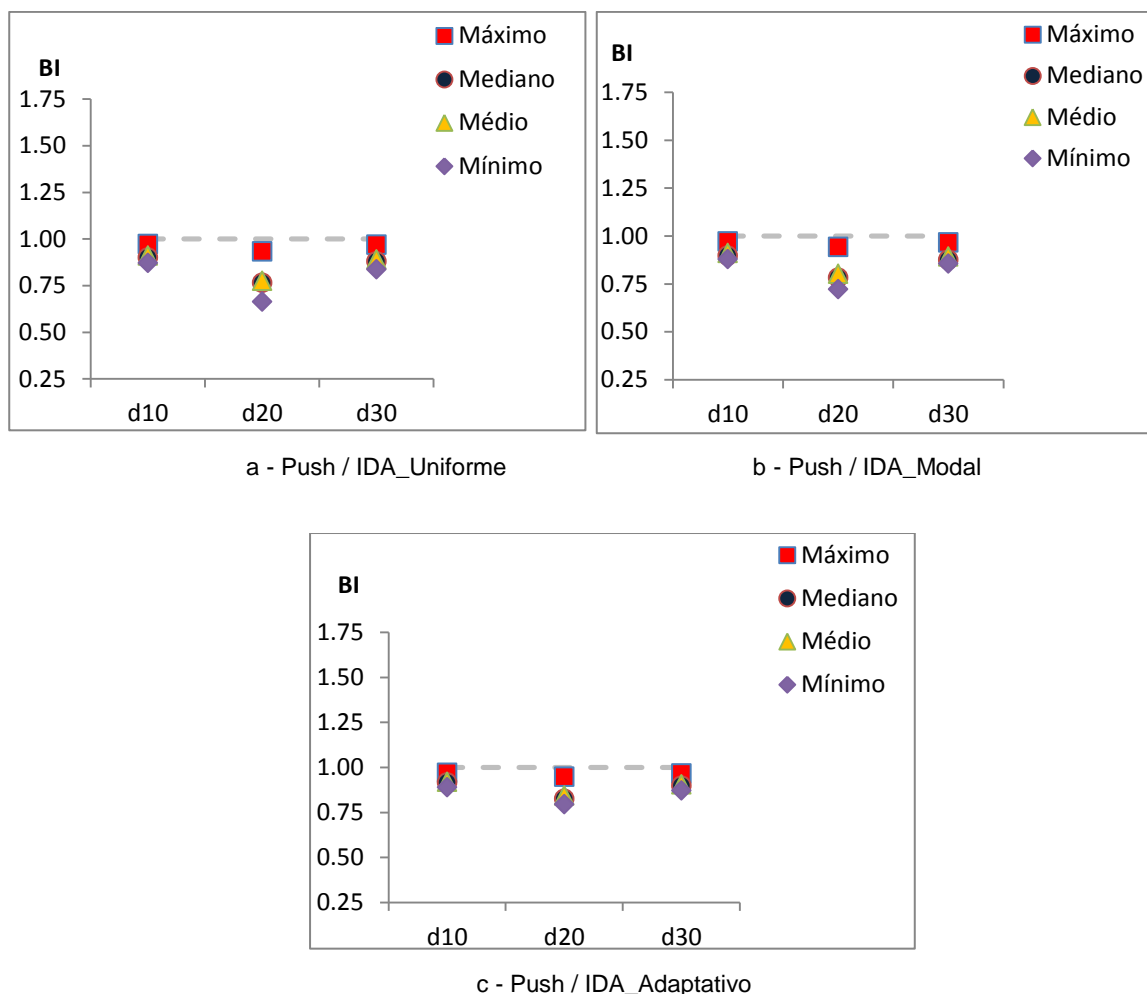 BI
Máximo
Mediano
Médio
Mínimo
1.75
1.50
1.25
1.00
0.75
0.50
0.25
d10 d20 d30
a - Push / IDA_Uniforme
BI
Máximo
Mediano
Médio
Mínimo
1.75
1.50
1.25
1.00
0.75
0.50
0.25
d10 d20 d30
b - Push / IDA_Modal
BI
Máximo
Mediano
Médio
Mínimo
1.75
1.50
1.25
1.00
0.75
0.50
0.25
d10 d20 d30
c - Push / IDA_Adaptativo